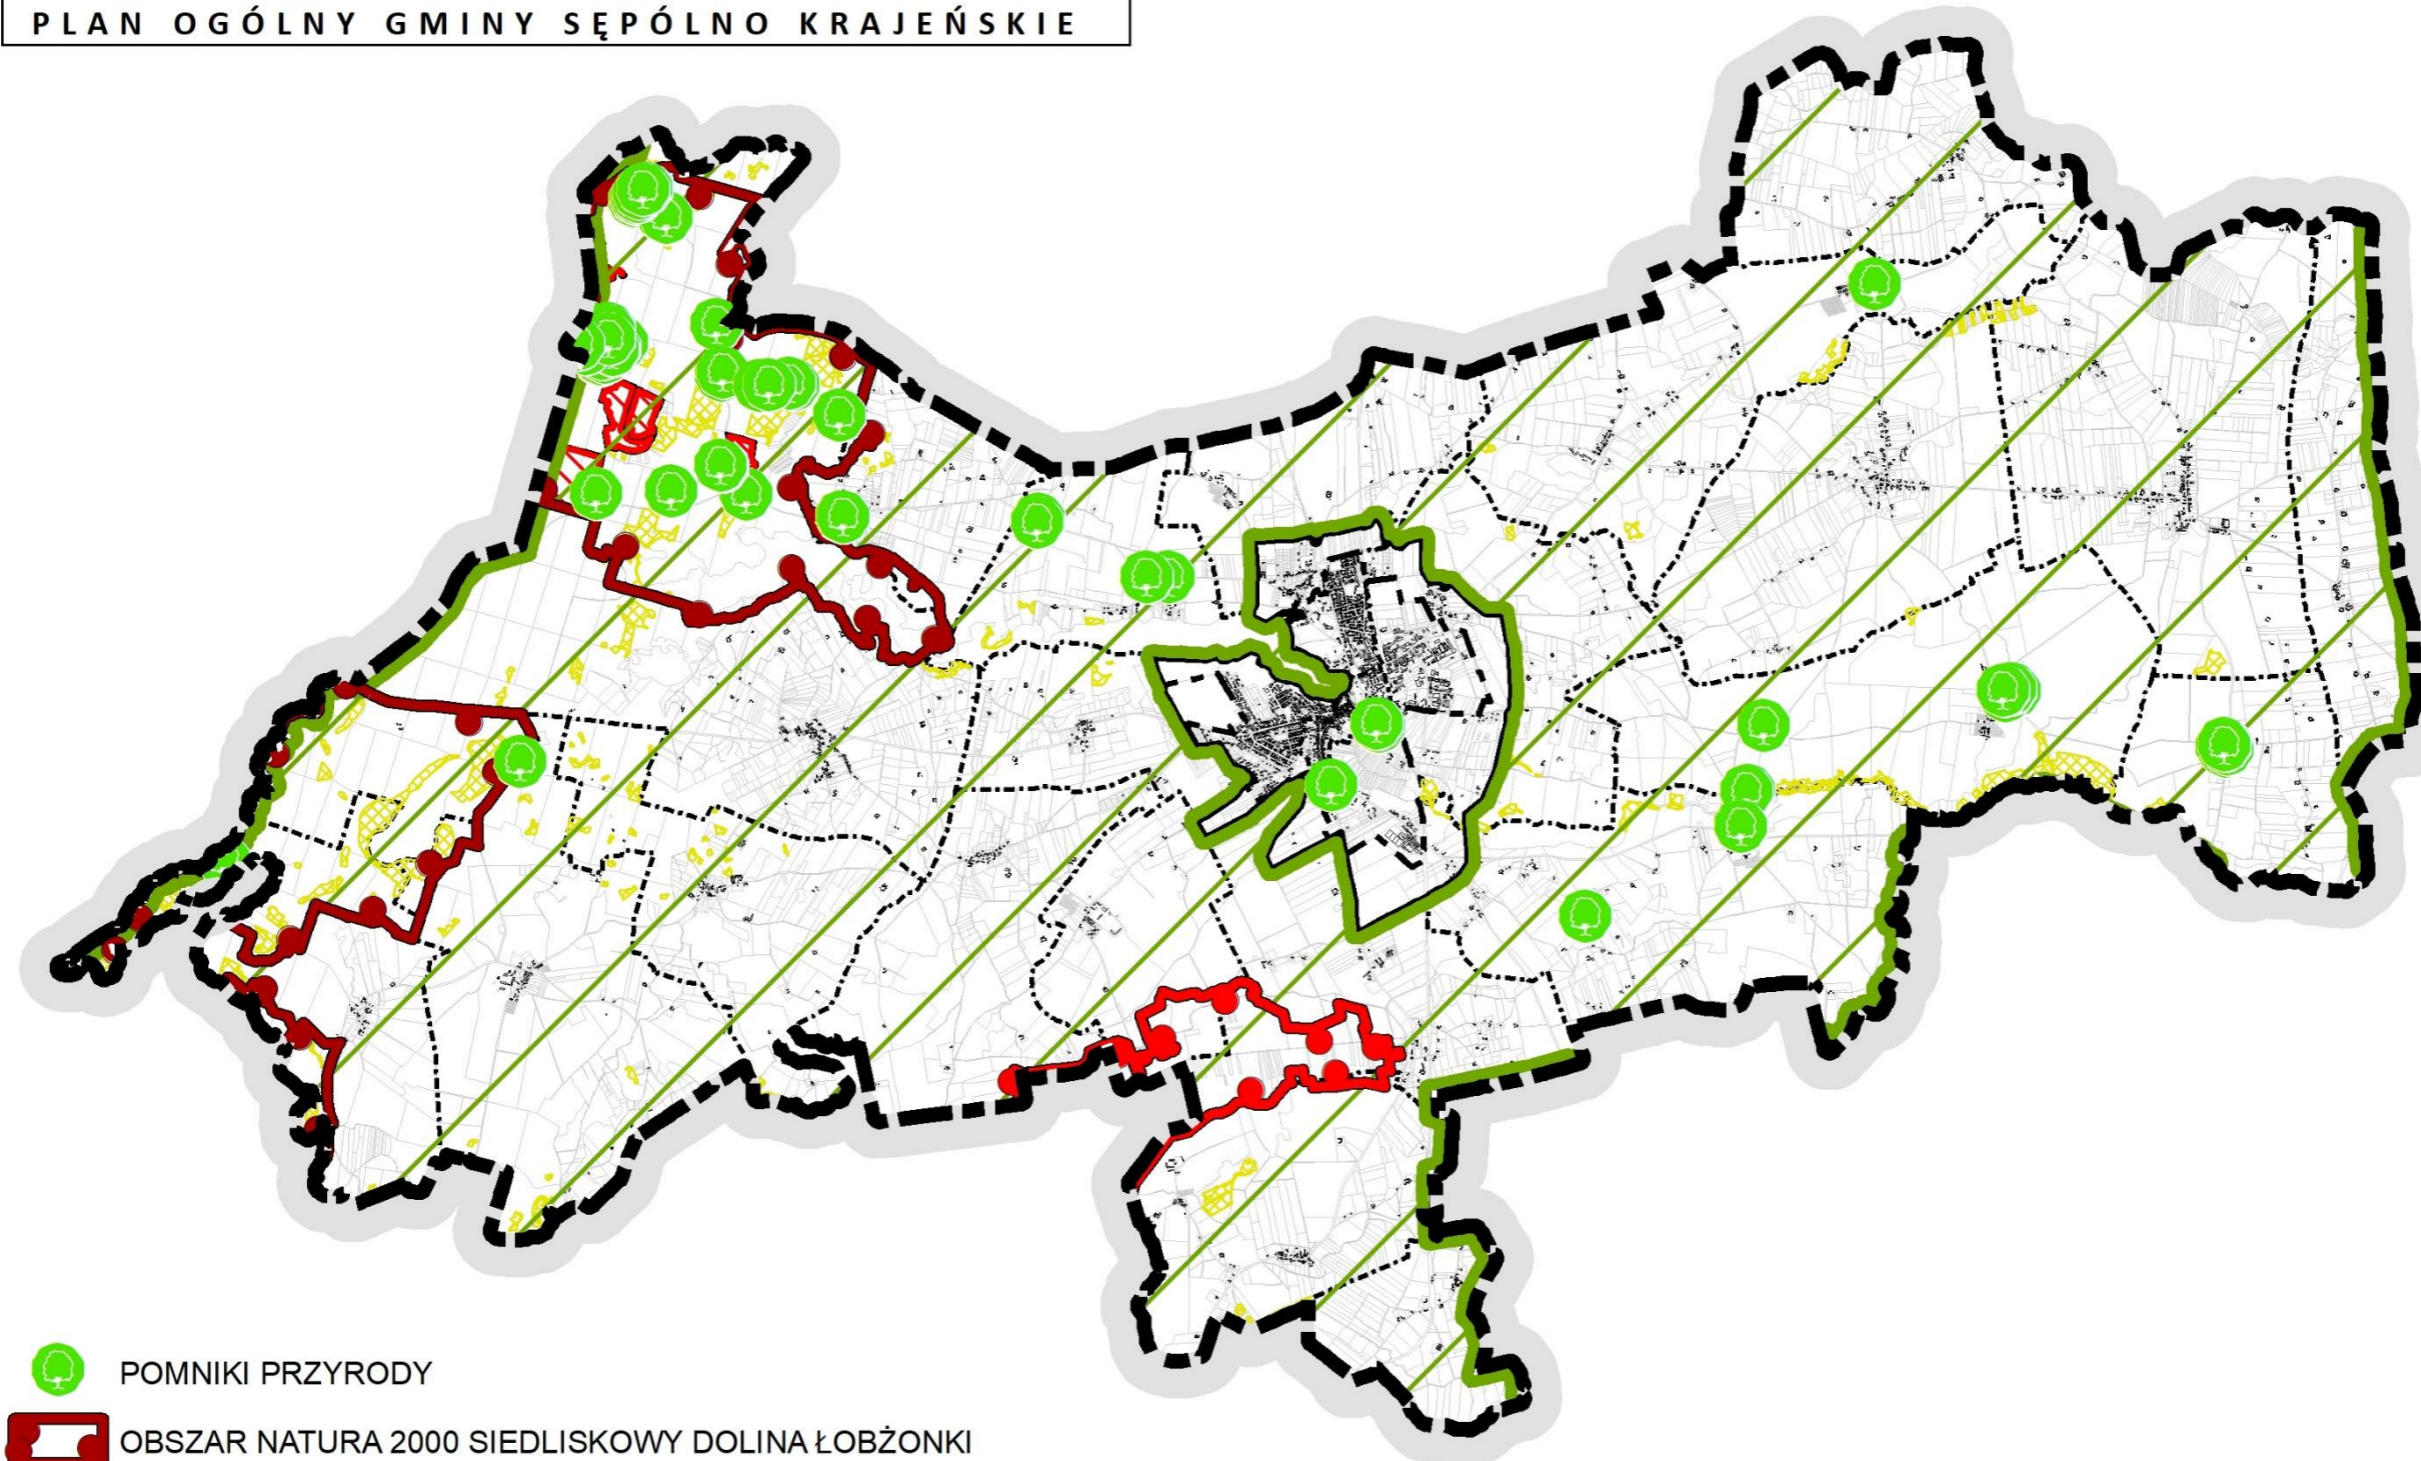 PLAN OGÓLNY GMINY SĘPÓLNO KRAJEŃSKIE
POMNIKI PRZYRODY
OBSZAR NATURA 2000 SIEDLISKOWY DOLINA ŁOBŻONKI